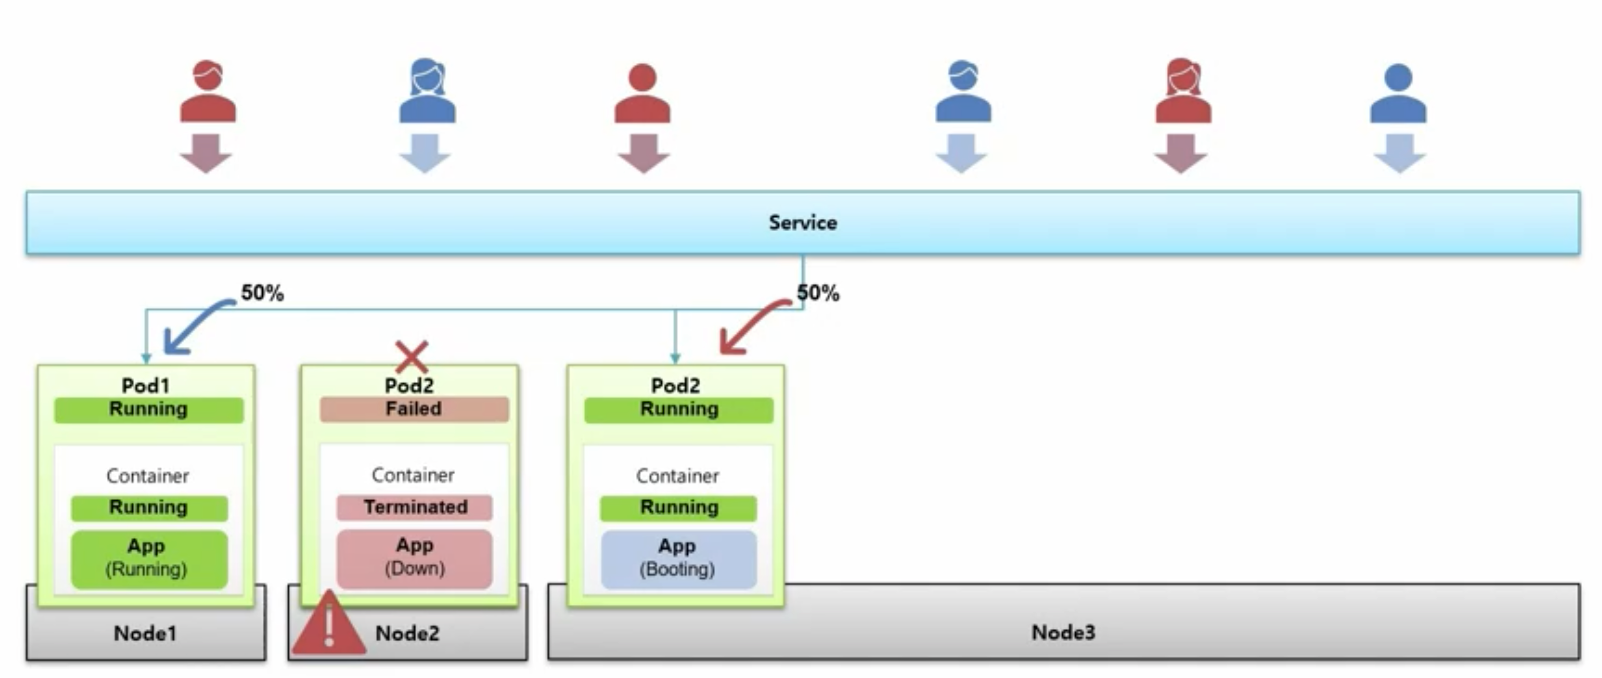 Service
50%
50%
Pod1
Running
Container
Running
App
(Running)
Node1
Pod2
Failed
Container
Terminated
App
(Down)
Node2
Pod2
Running
Container
Running
App
(Booting)
Node3